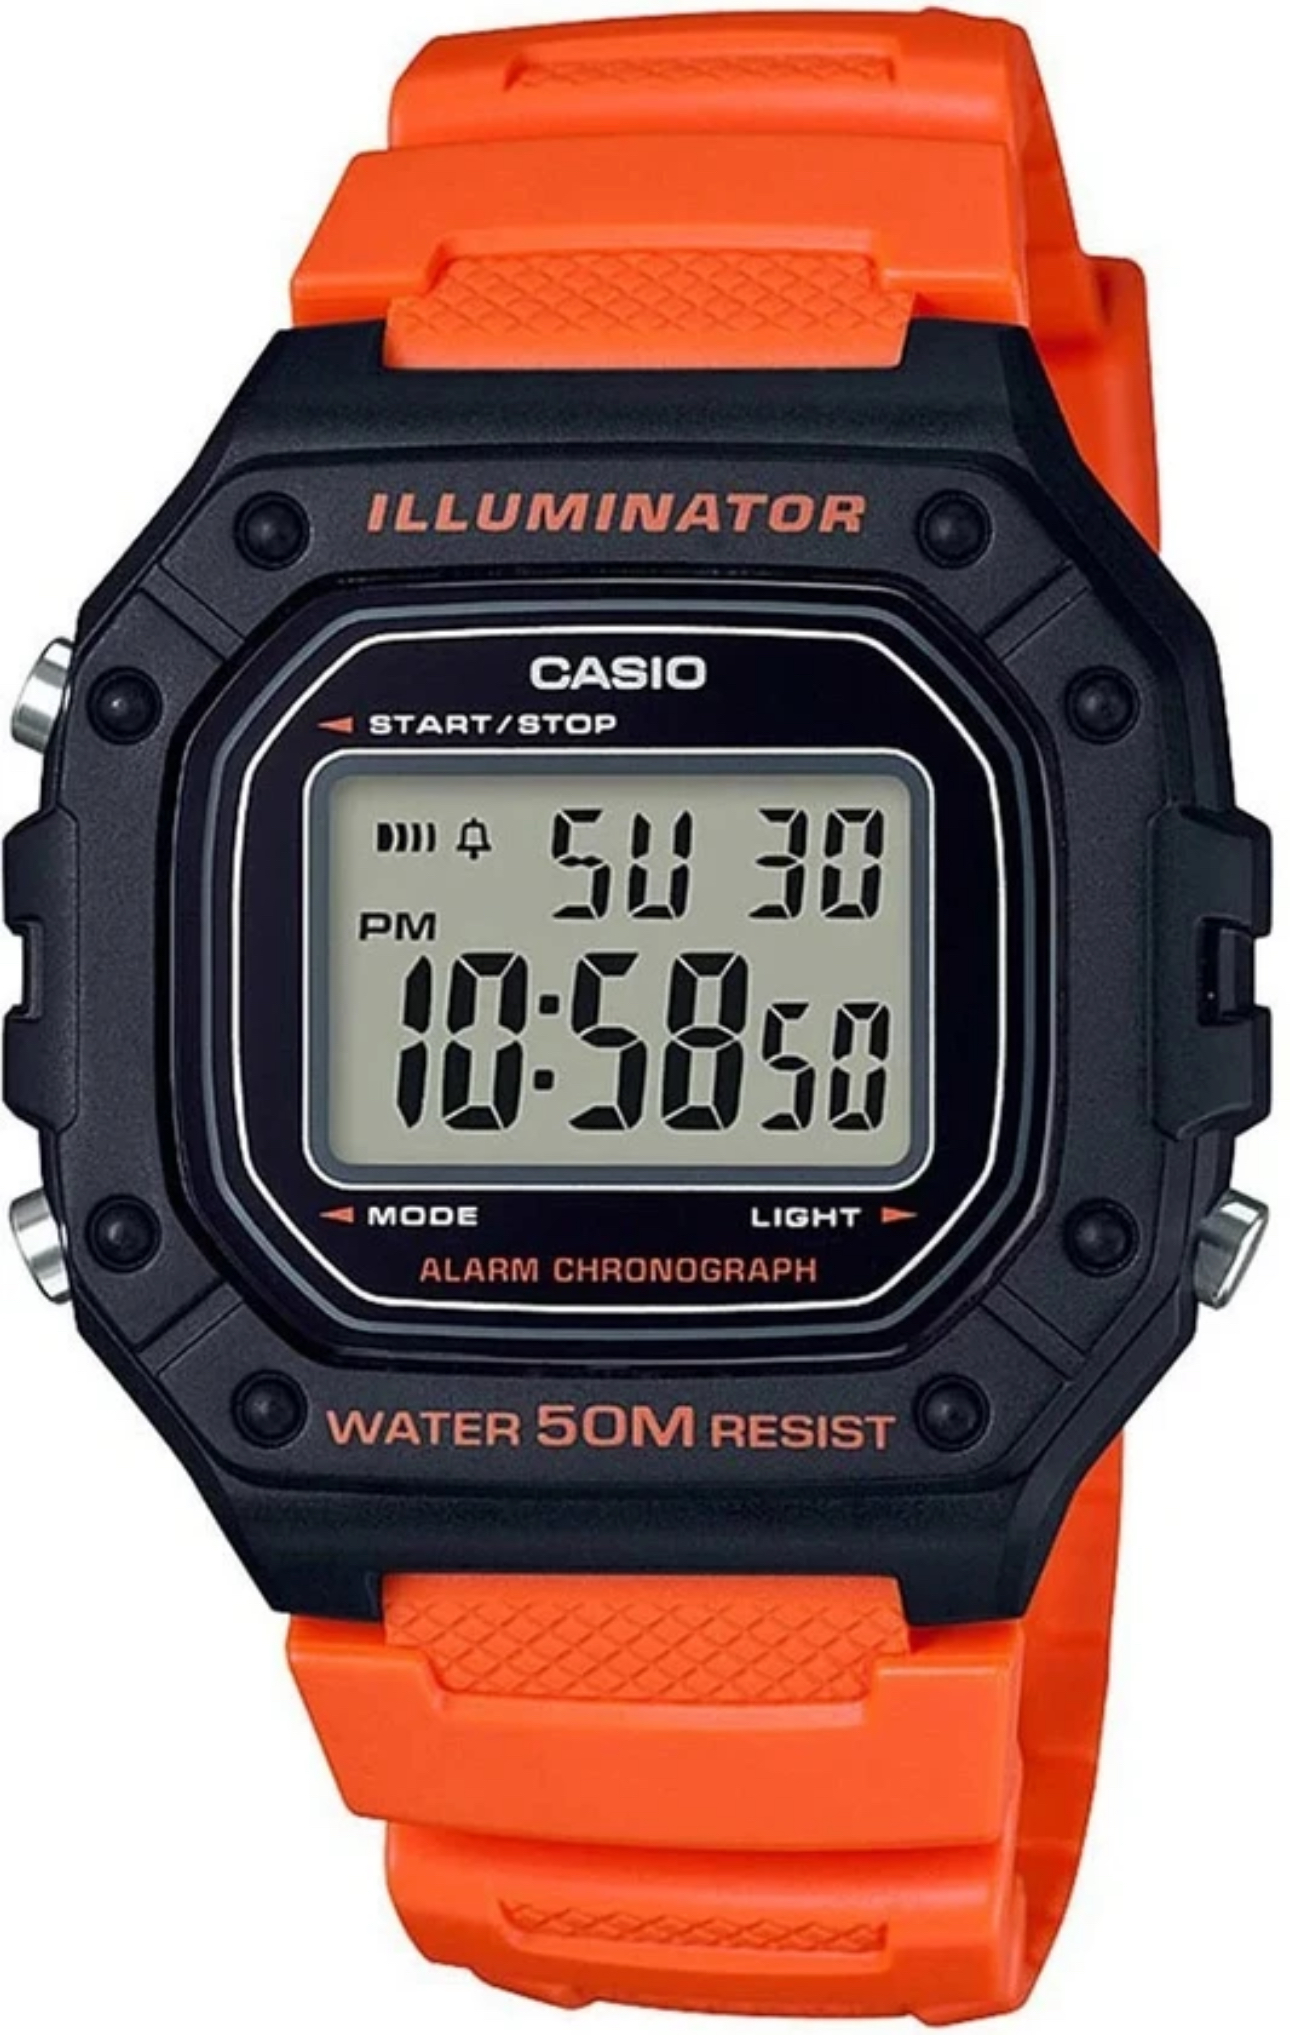 ILLUMINATOR
CASIO
START/STOP
SU 30
PM
10:58 50
MODE LIGHT
ALARM CHRONOGRAPH
WATER 50M RESIST